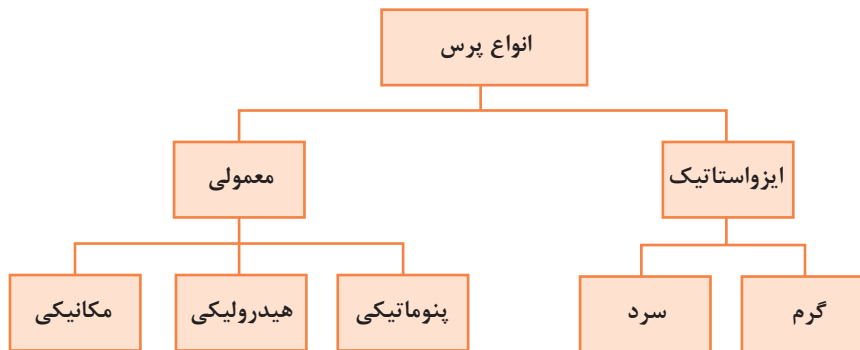 انواع پرس
ایزواستاتیک
معمولی
گرم
سرد
پنوماتیکی
هیدرولیکی
مکانیکی